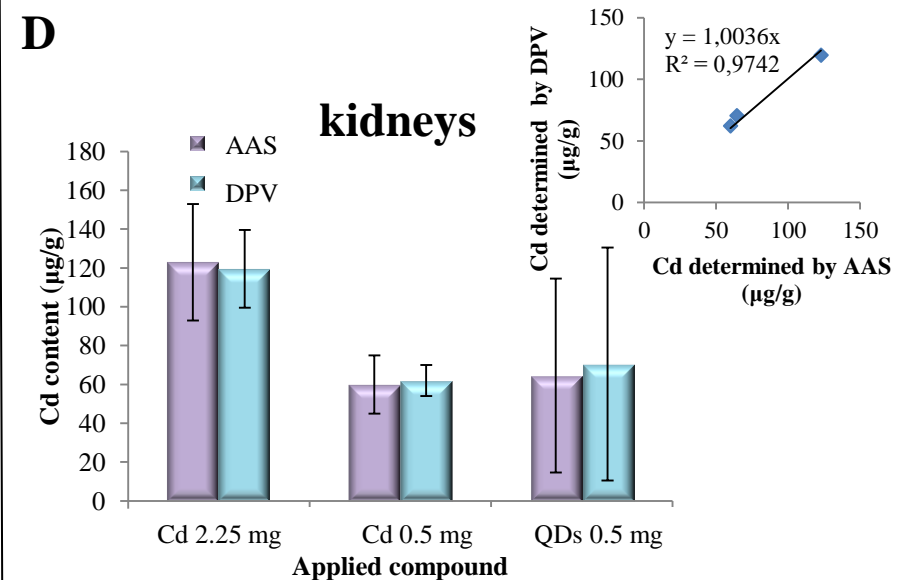 D
kidneys
AAS
DPV
Cd content (µg/g)
180
160
140
120
100
80
60
40
20
0
Cd 2.25 mg
Cd 0.5 mg
QDs 0.5 mg
Applied compound
y = 1,0036x
R² = 0,9742
Cd determined by DPV
(µg/g)
150
100
50
0
0
50
100
150
Cd determined by AAS
(µg/g)